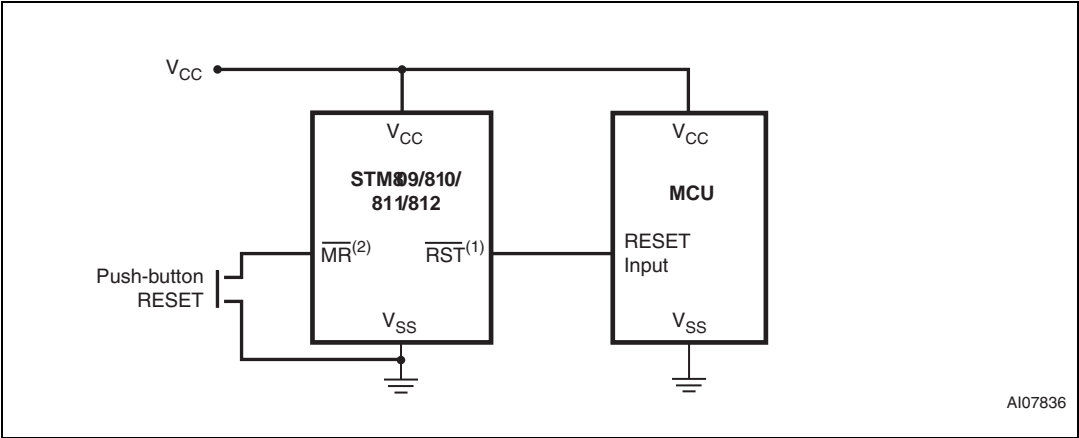 VCC
VCC
STM809/810/
811/812
MR(2)
RST(1)
VSS
VCC
MCU
RESET
Input
VSS
Push-button
RESET
AI07836